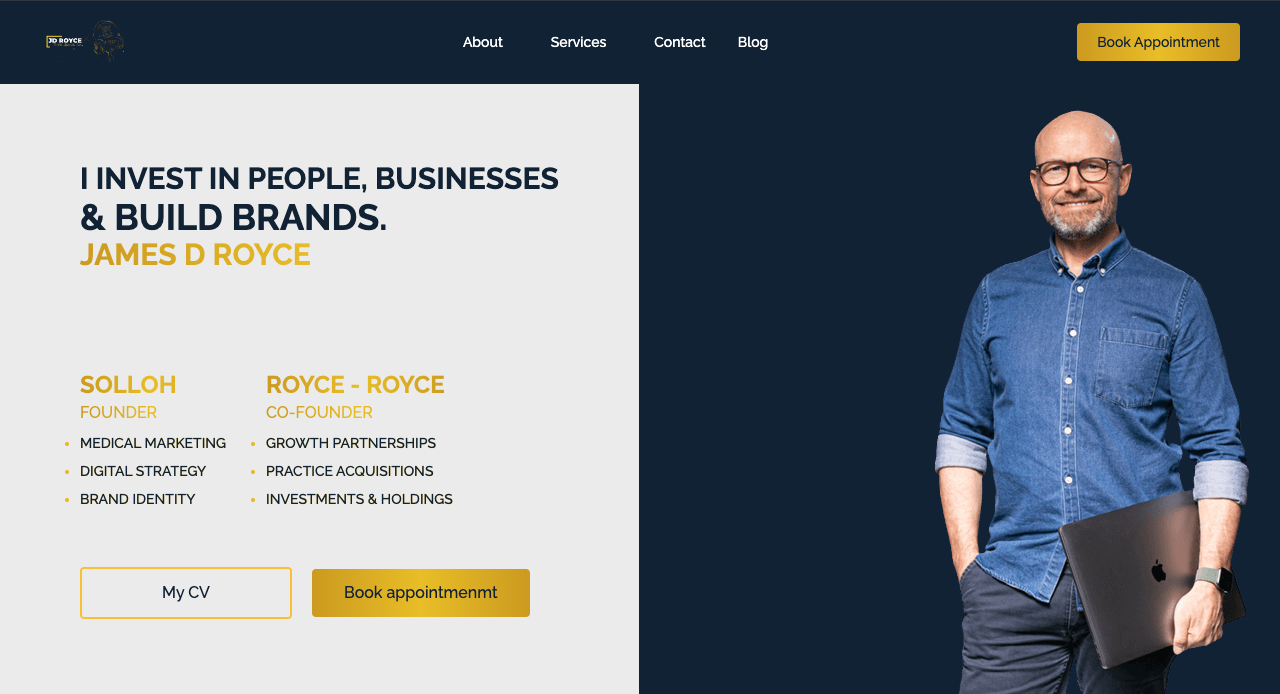 JD ROYCE
About
Services
Contact
Blog
Book Appointment
I INVEST IN PEOPLE, BUSINESSES
& BUILD BRANDS.
JAMES D ROYCE
SOLLOH
FOUNDER
MEDICAL MARKETING
DIGITAL STRATEGY
BRAND IDENTITY
ROYCE - ROYCE
CO-FOUNDER
GROWTH PARTNERSHIPS
PRACTICE ACQUISITIONS
INVESTMENTS & HOLDINGS
My CV
Book appointmenmt